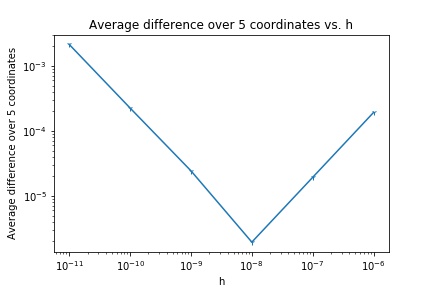 Average difference over 5 coordinates vs. h
Average difference over 5 coordinates
10⁻³
10⁻⁴
10⁻⁵
10⁻¹¹ 10⁻¹⁰ 10⁻⁹ 10⁻⁸ 10⁻⁷ 10⁻⁶
h